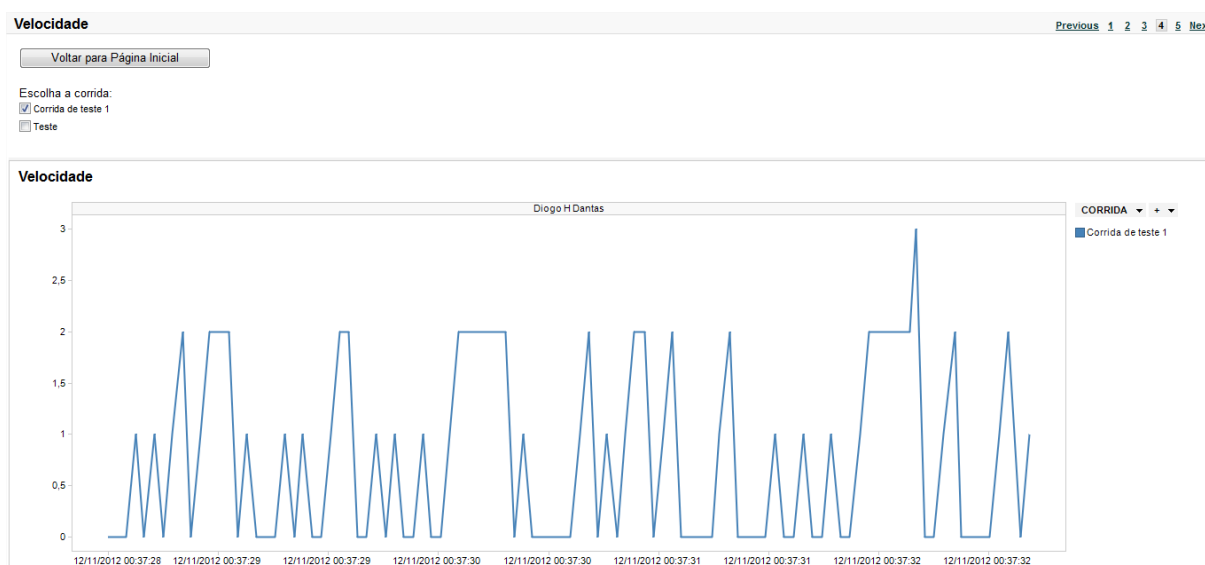 Velocidade
Previous 1 2 3 4 5 Nex
Voltar para Página Inicial
Escolha a corrida:
Corrida de teste 1
Teste
Velocidade
Diogo H Dantas
CORRIDA +
Corrida de teste 1
3
2,5
2
1,5
1
0,5
0
12/11/2012 00:37:28 12/11/2012 00:37:29 12/11/2012 00:37:29 12/11/2012 00:37:30 12/11/2012 00:37:30 12/11/2012 00:37:31 12/11/2012 00:37:31 12/11/2012 00:37:32 12/11/2012 00:37:32